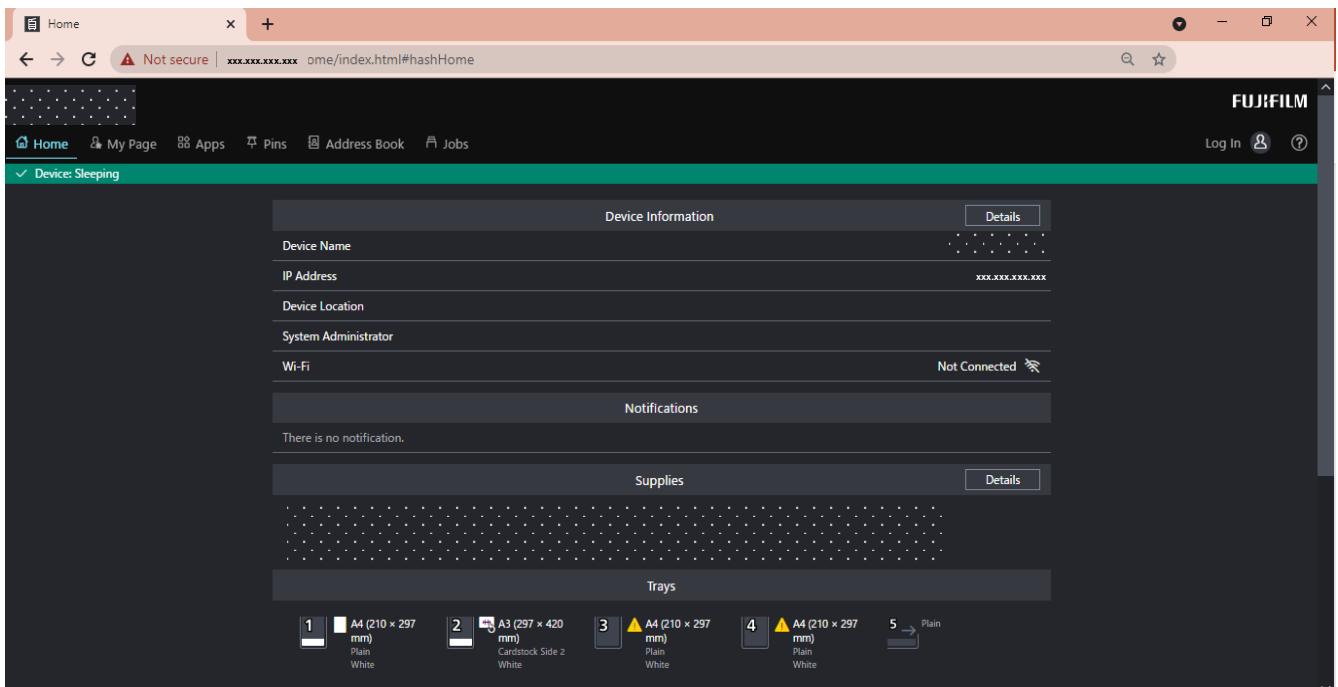 Home
Not secure xxx.xxx.xxx.xxx ome/index.html#hashHome
FUJIFILM
Home My Page Apps Pins Address Book Jobs Log In
Device: Sleeping
Device Information Details
Device Name
IP Address xxx.xxx.xxx.xxx
Device Location
System Administrator
Wi-Fi Not Connected
Notifications
There is no notification.
Supplies Details
Trays
1 A4 (210 × 297 mm) Plain White
2 A3 (297 × 420 mm) Cardstock Side 2 White
3 A4 (210 × 297 mm) Plain White
4 A4 (210 × 297 mm) Plain White
5 Plain